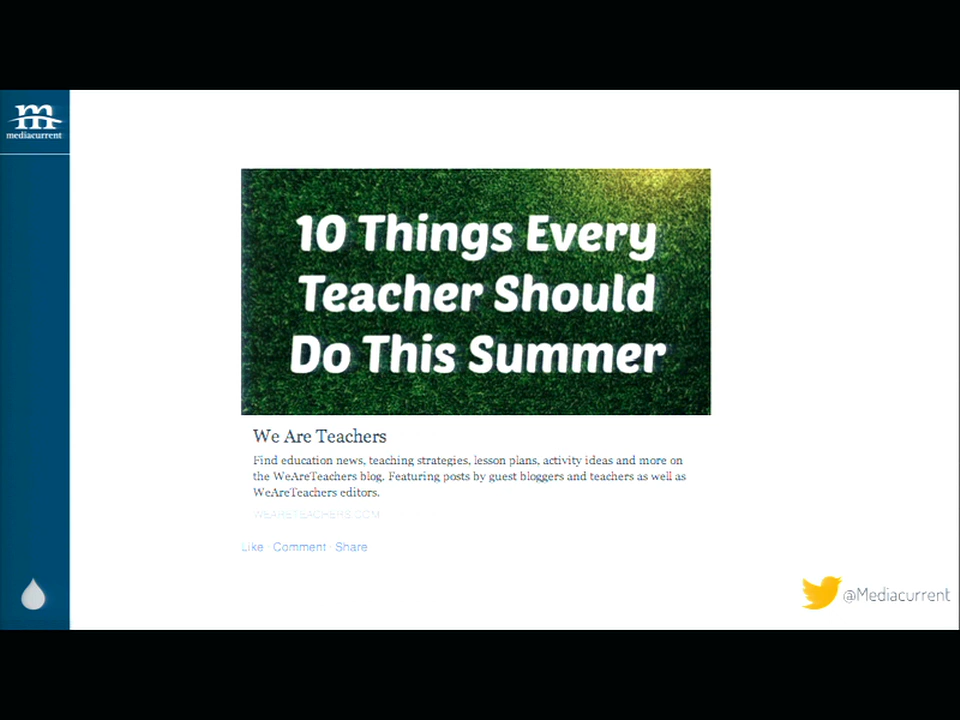 m
mediacurrent
10 Things Every
Teacher Should
Do This Summer
We Are Teachers
Find education news, teaching strategies, lesson plans, activity ideas and more on
the WeAreTeachers blog. Featuring posts by guest bloggers and teachers as well as
WeAreTeachers editors.
WEARETEACHERS.COM
Like · Comment · Share
@Mediacurrent